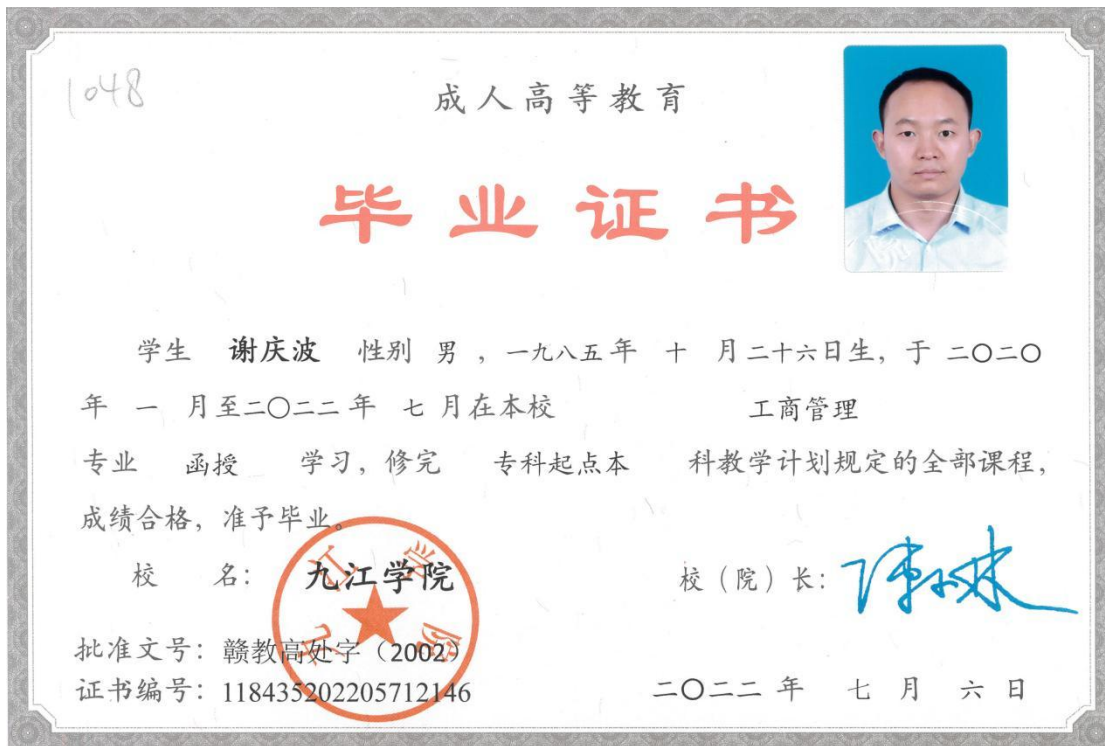 1048
成人高等教育
毕业证书
学生 谢庆波 性别 男 ，一九八五年 十 月二十六日生，于 二〇二〇
年 一 月至二〇二二年 七 月在本校 工商管理
专业 函授 学习，修完 专科起点本 科教学计划规定的全部课程，
成绩合格，准予毕业。
校 名： 九江学院
校（院）长：
九江学院
批准文号：赣教高处字（2002）
证书编号：118435202205712146
二〇二二 年 七 月 六 日